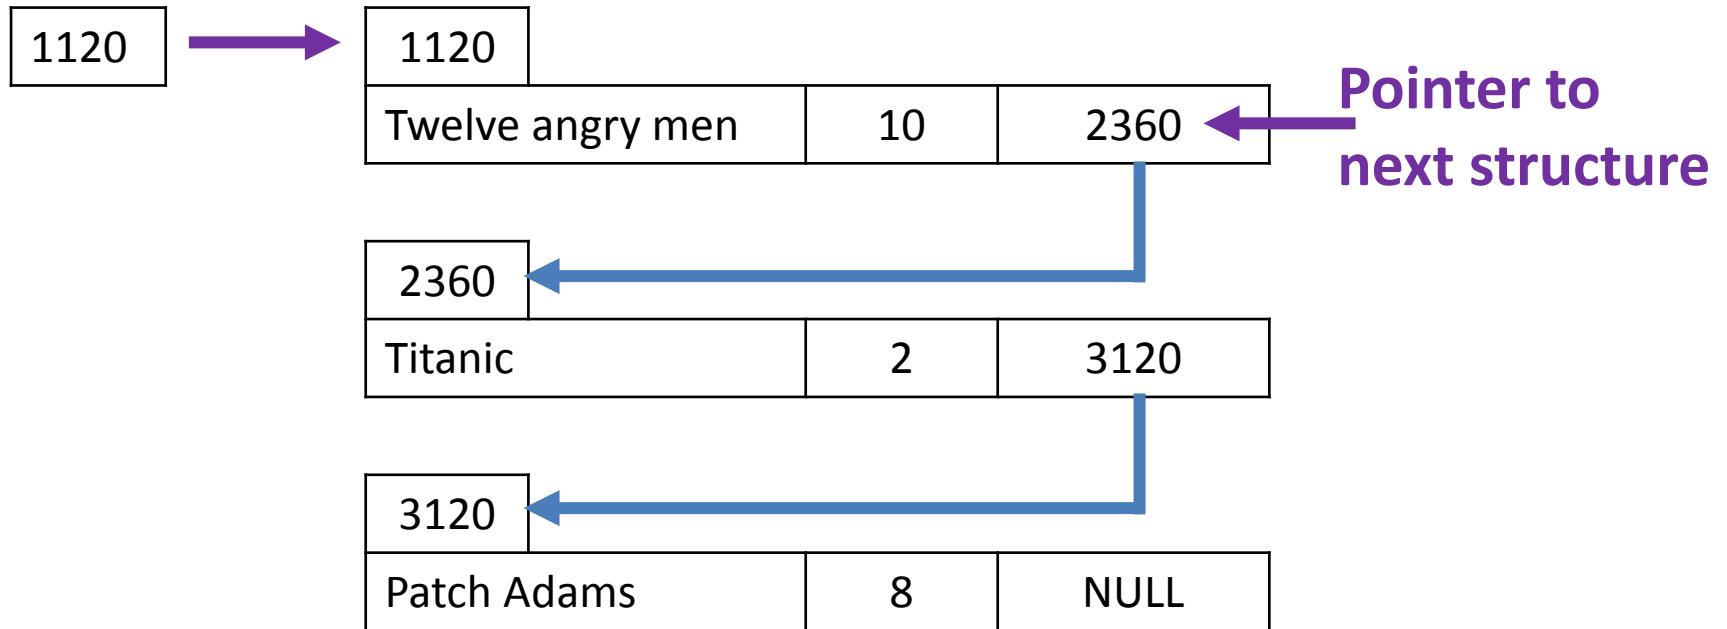 1120
1120
Twelve angry men 10 2360
Pointer to
next structure
2360
Titanic 2 3120
3120
Patch Adams 8 NULL